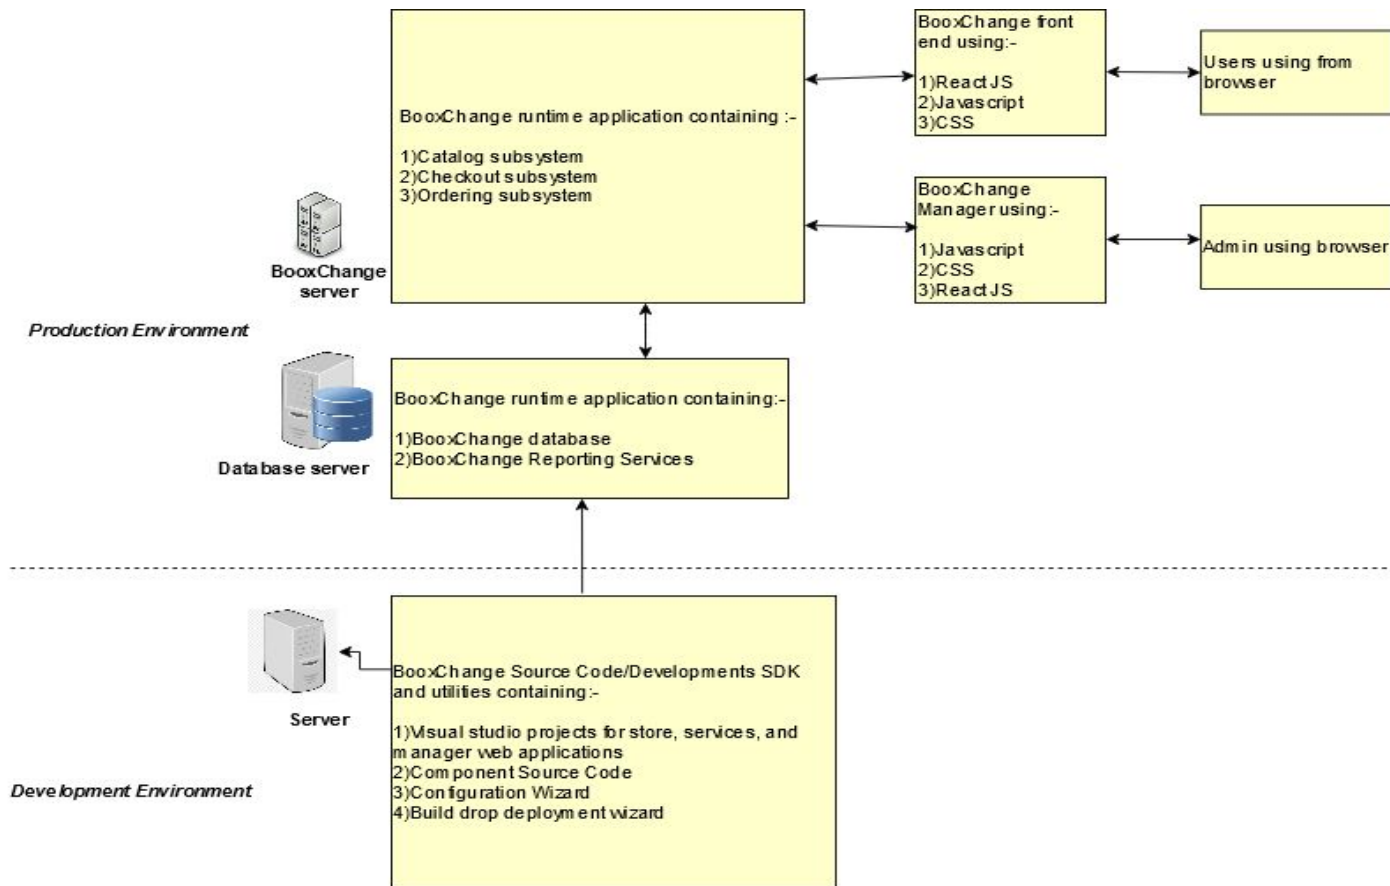 BooxChange front
end using:-
1)ReactJS
2)Javascript
3)CSS
Users using from
browser
BooxChange runtime application containing :-
1)Catalog subsystem
2)Checkout subsystem
3)Ordering subsystem
BooxChange
Manager using:-
1)Javascript
2)CSS
3)ReactJS
Admin using browser
BooxChange
server
Production Environment
BooxChange runtime application containing:-
1)BooxChange database
2)BooxChange Reporting Services
Database server
BooxChange Source Code/Developments SDK
and utilities containing:-
1)Visual studio projects for store, services, and
manager web applications
2)Component Source Code
3)Configuration Wizard
4)Build drop deployment wizard
Server
Development Environment